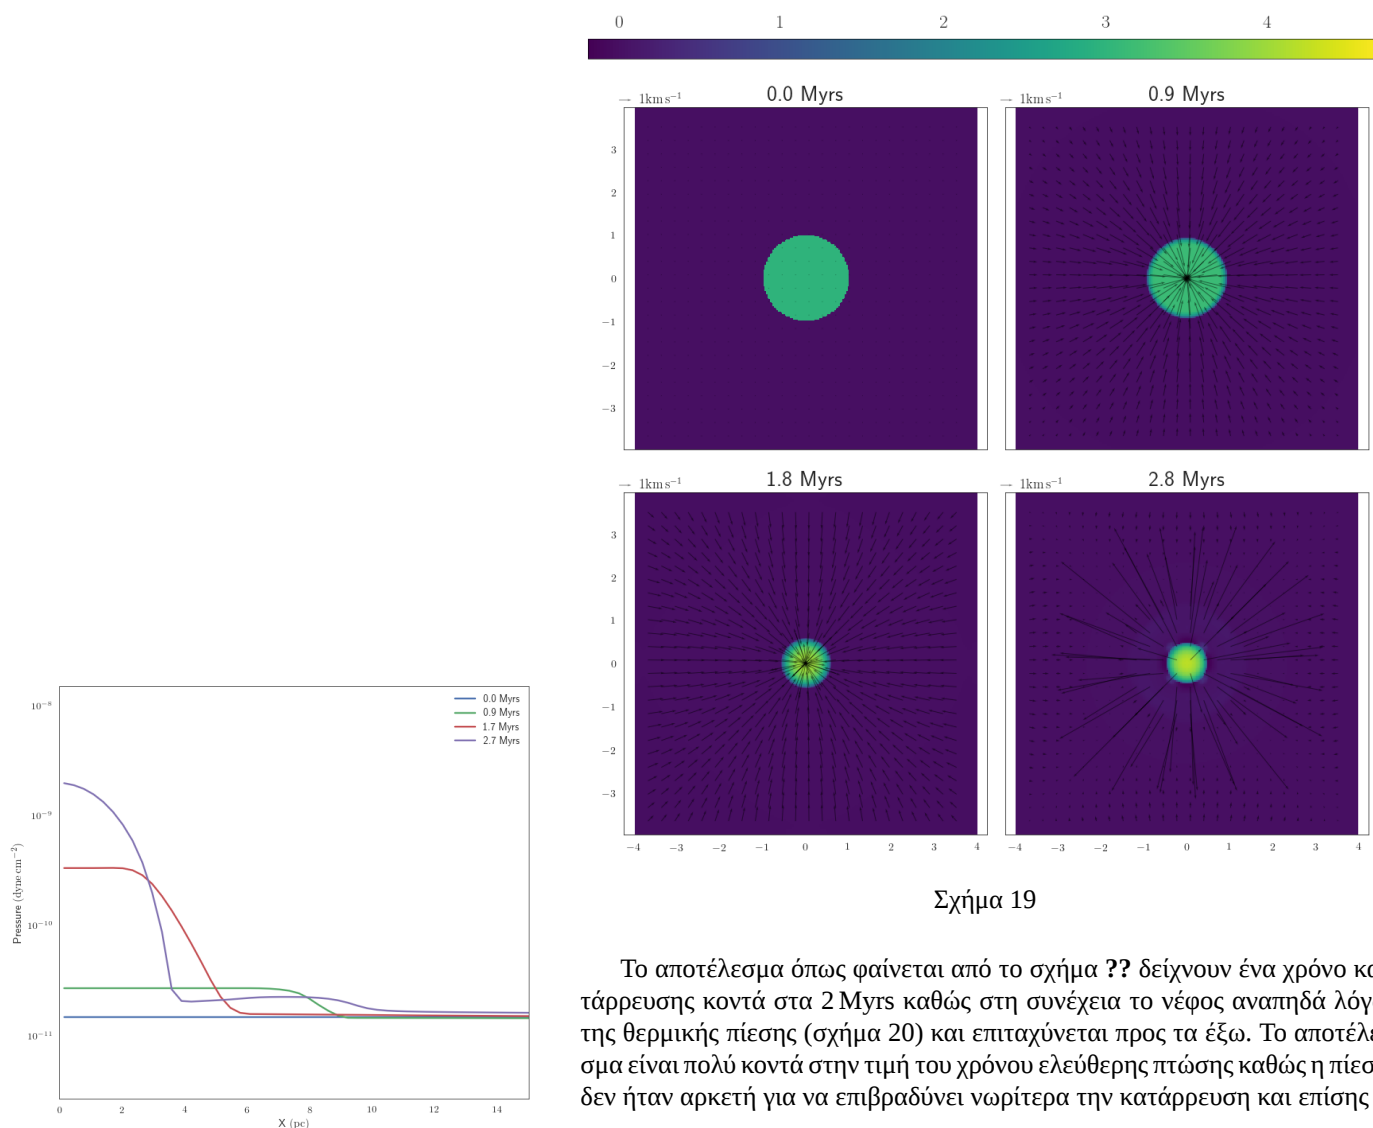 0 1 2 3 4
0.0 Myrs
0.9 Myrs
→ 1km s⁻¹
→ 1km s⁻¹
3
2
1
0
−1
−2
−3
1.8 Myrs
2.8 Myrs
→ 1km s⁻¹
→ 1km s⁻¹
3
2
1
0
−1
−2
−3
−4 −3 −2 −1 0 1 2 3 4
−4 −3 −2 −1 0 1 2 3 4
Σχήμα 19
Το αποτέλεσμα όπως φαίνεται από το σχήμα ?? δείχνουν ένα χρόνο κα
τάρρευσης κοντά στα 2 Myrs καθώς στη συνέχεια το νέφος αναπηδά λόγ
της θερμικής πίεσης (σχήμα 20) και επιταχύνεται προς τα έξω. Το αποτέλε
σμα είναι πολύ κοντά στην τιμή του χρόνου ελεύθερης πτώσης καθώς η πίεσ
δεν ήταν αρκετή για να επιβραδύνει νωρίτερα την κατάρρευση και επίσης
0.0 Myrs
0.9 Myrs
1.7 Myrs
2.7 Myrs
10⁻⁸
10⁻⁹
10⁻¹⁰
10⁻¹¹
Pressure (dyne cm⁻²)
0 2 4 6 8 10 12 14
X (pc)